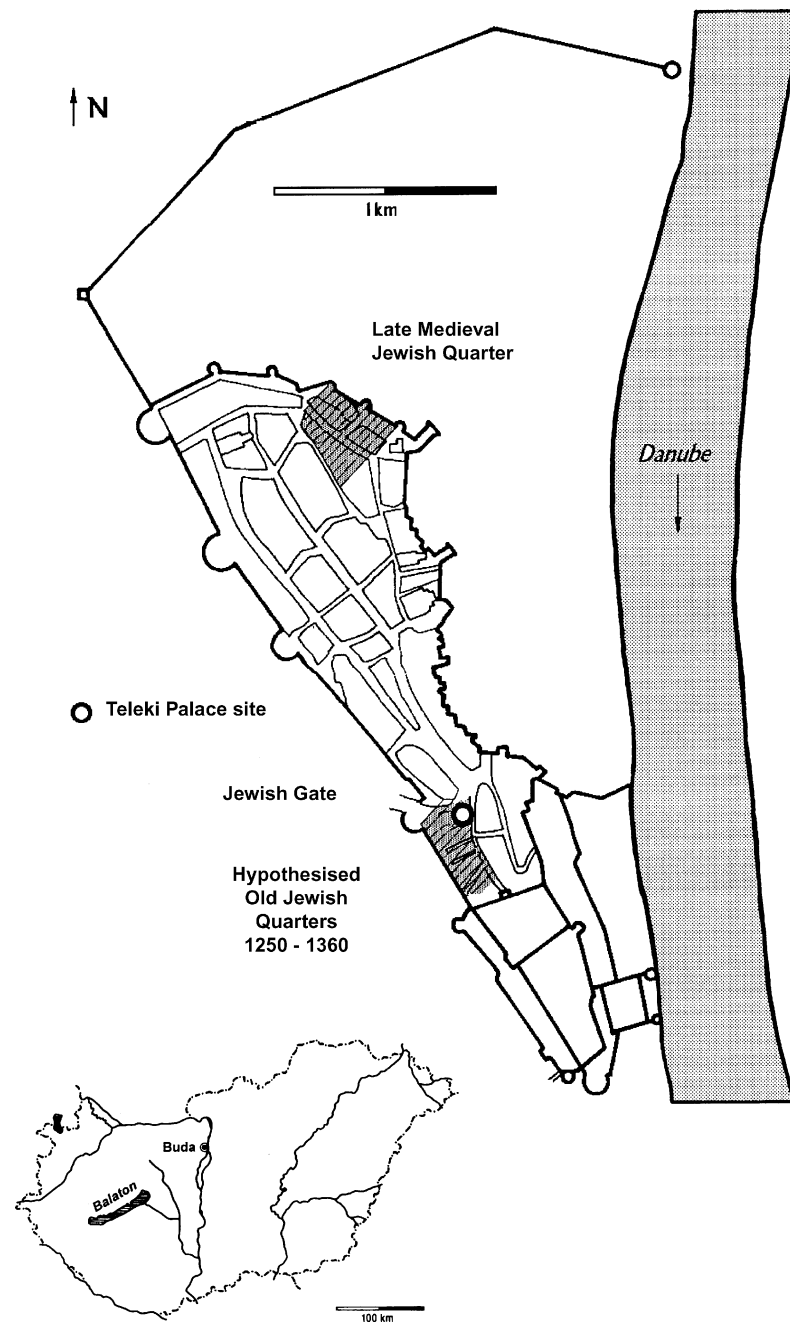 N
1km
Late Medieval
Jewish Quarter
Danube
Teleki Palace site
Jewish Gate
Hypothesised
Old Jewish
Quarters
1250 - 1360
Buda
Balaton
100 km